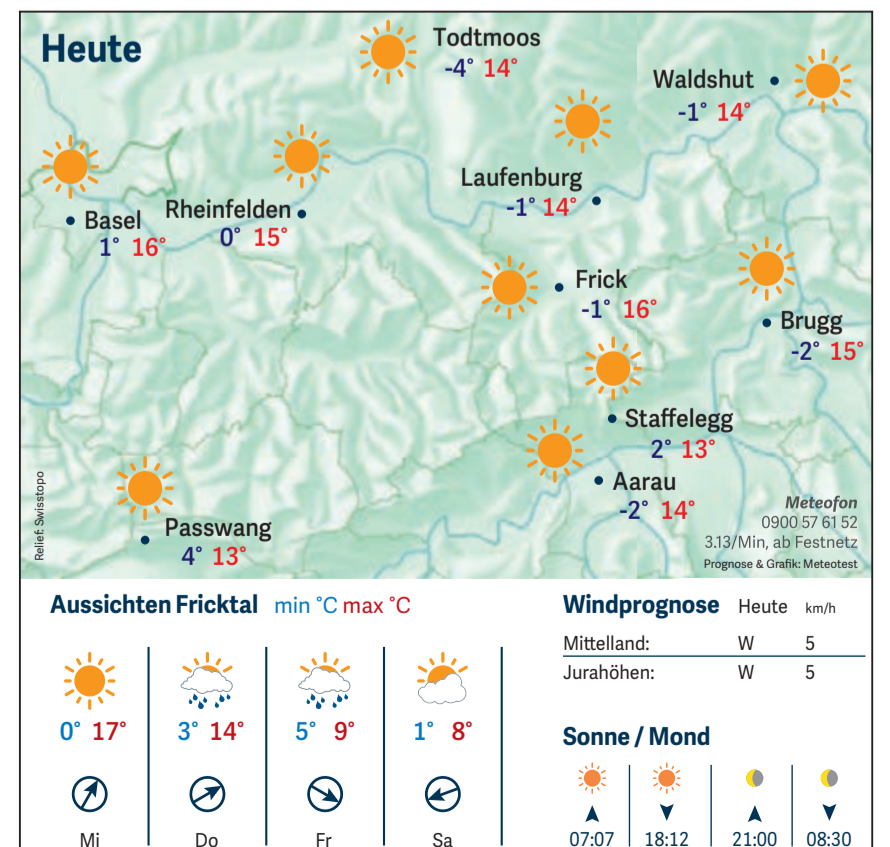 Heute
Todtmoos
-4° 14°
Waldshut
-1° 14°
Laufenburg
-1° 14°
Basel
1° 16°
Rheinfelden
0° 15°
Frick
-1° 16°
Brugg
-2° 15°
Staffelegg
2° 13°
Aarau
-2° 14°
Passwang
4° 13°
Relief: Swisstopo
Meteofon
0900 57 61 52
3.13/Min, ab Festnetz
Prognose & Grafik: Meteotest
Aussichten Fricktal min °C max °C
0° 17° 3° 14° 5° 9° 1° 8°
Mi Do Fr Sa
Windprognose Heute km/h
Mittelland: W 5
Jurahöhen: W 5
Sonne / Mond
07:07 18:12 21:00 08:30